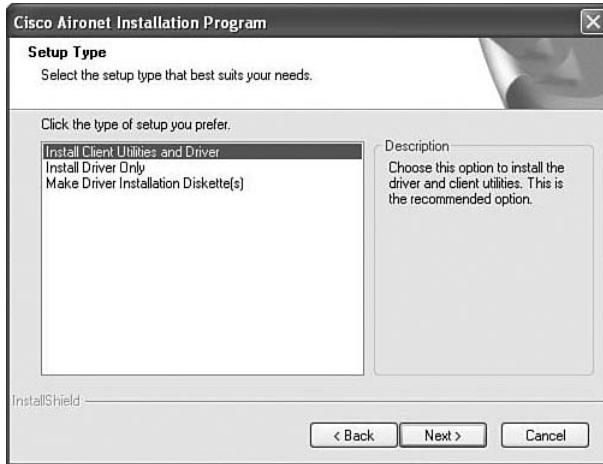 Cisco Aironet Installation Program
Setup Type
Select the setup type that best suits your needs.
Click the type of setup you prefer.
Install Client Utilities and Driver
Install Driver Only
Make Driver Installation Diskette(s)
Description
Choose this option to install the
driver and client utilities. This is
the recommended option.
InstallShield
< Back
Next >
Cancel